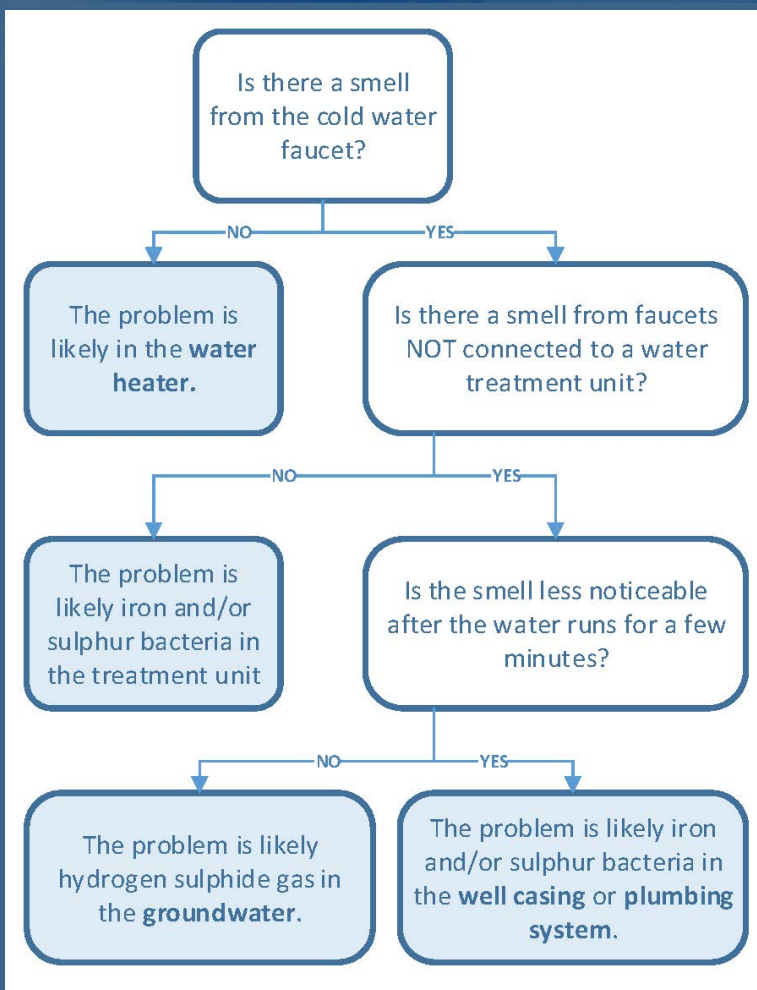 Is there a smell
from the cold water
faucet?
NO
YES
The problem is
likely in the water
heater.
Is there a smell from faucets
NOT connected to a water
treatment unit?
NO
YES
The problem is
likely iron and/or
sulphur bacteria in
the treatment unit
Is the smell less noticeable
after the water runs for a few
minutes?
NO
YES
The problem is likely
hydrogen sulphide gas in
the groundwater.
The problem is likely iron
and/or sulphur bacteria in
the well casing or plumbing
system.